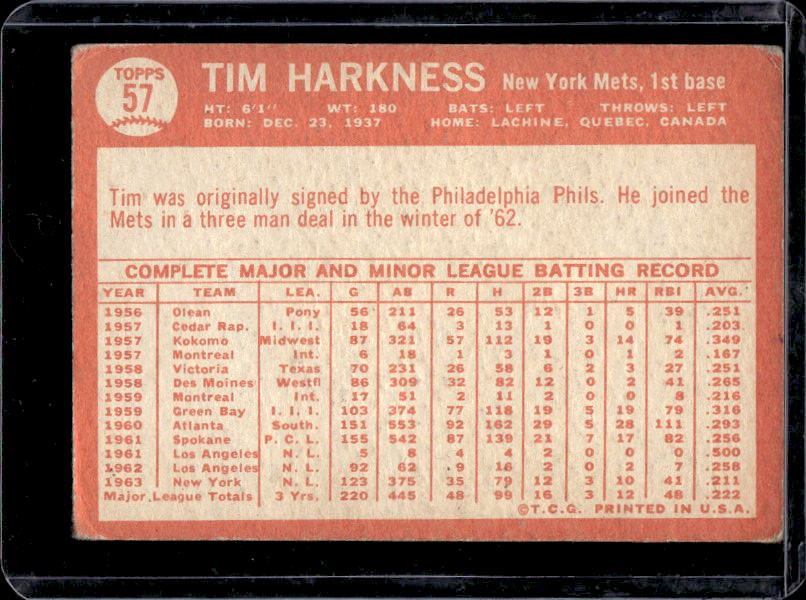 TOPPS
57
TIM HARKNESS New York Mets, 1st base
HT: 6'1" WT: 180 BATS: LEFT THROWS: LEFT
BORN: DEC. 23, 1937 HOME: LACHINE, QUEBEC, CANADA
Tim was originally signed by the Philadelphia Phils. He joined the
Mets in a three man deal in the winter of '62.
COMPLETE MAJOR AND MINOR LEAGUE BATTING RECORD
YEAR TEAM LEA. G AB R H 2B 3B HR RBI AVG.
1956 Olean Pony 56 211 26 53 12 1 5 39 .251
1957 Cedar Rap. I. I. I. 18 64 3 13 1 0 0 1 .203
1957 Kokomo Midwest 87 321 57 112 19 3 14 74 .349
1957 Montreal Int. 6 18 1 3 1 0 1 2 .167
1958 Victoria Texas 70 231 26 58 6 2 3 27 .251
1958 Des Moines Westfl 86 309 32 82 12 0 2 41 .265
1959 Montreal Int. 17 51 2 11 2 0 0 8 .216
1959 Green Bay I. I. I. 103 374 77 118 19 5 19 79 .316
1960 Atlanta South. 151 553 92 162 29 5 28 111 .293
1961 Spokane P. C. L. 155 542 87 139 21 7 17 82 .256
1961 Los Angeles N. L. 5 8 4 4 2 0 0 0 .500
1962 Los Angeles N. L. 92 62 9 16 2 0 2 7 .258
1963 New York N. L. 123 375 35 79 12 3 10 41 .211
Major League Totals 3 Yrs. 220 445 48 99 16 3 12 48 .222
©T.C.G. PRINTED IN U.S.A.